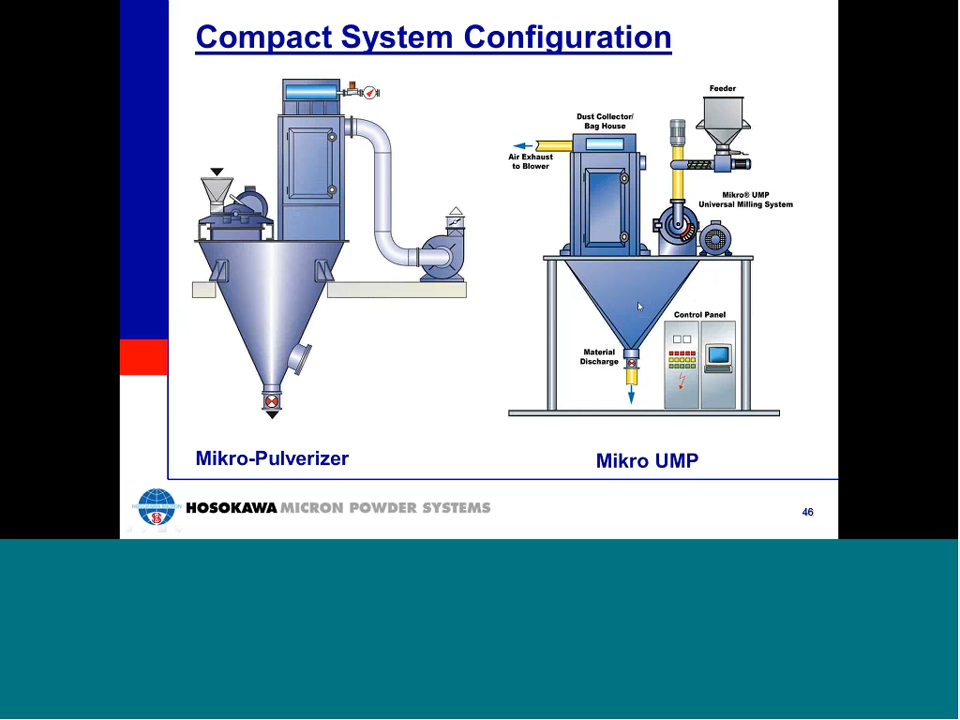 Compact System Configuration
Feeder
Dust Collector/
Bag House
Air Exhaust
to Blower
Mikro® UMP
Universal Milling System
Control Panel
Material
Discharge
Mikro-Pulverizer
Mikro UMP
HOSOKAWA MICRON POWDER SYSTEMS
46